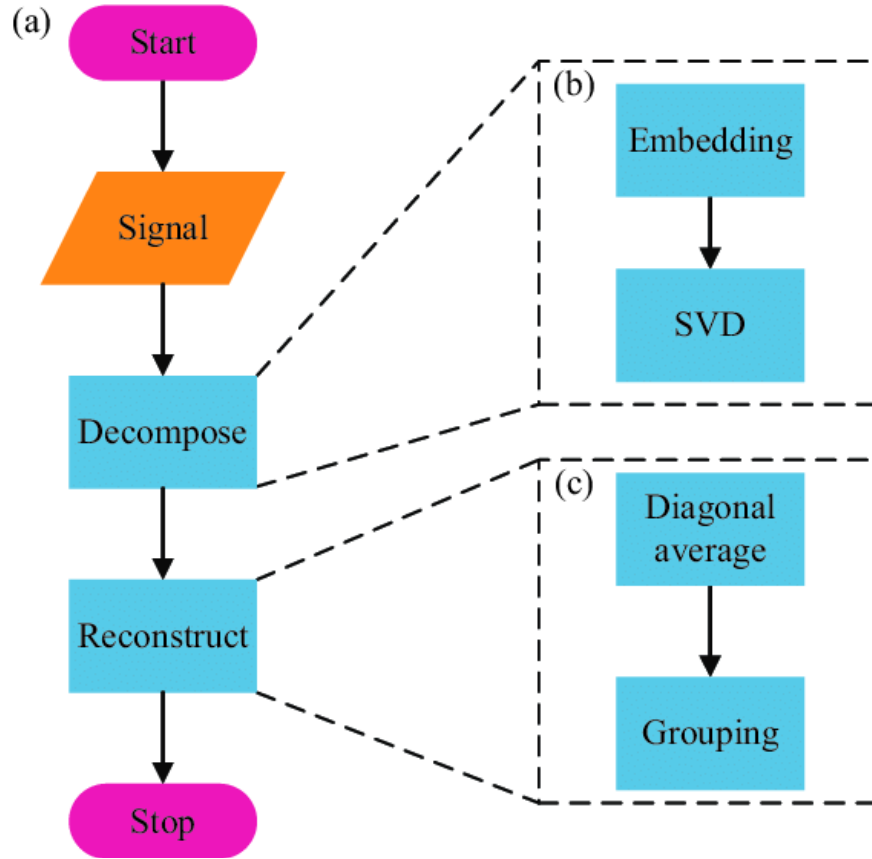 (a)
Start
Signal
Decompose
Reconstruct
Stop
(b)
Embedding
SVD
(c)
Diagonal
average
Grouping